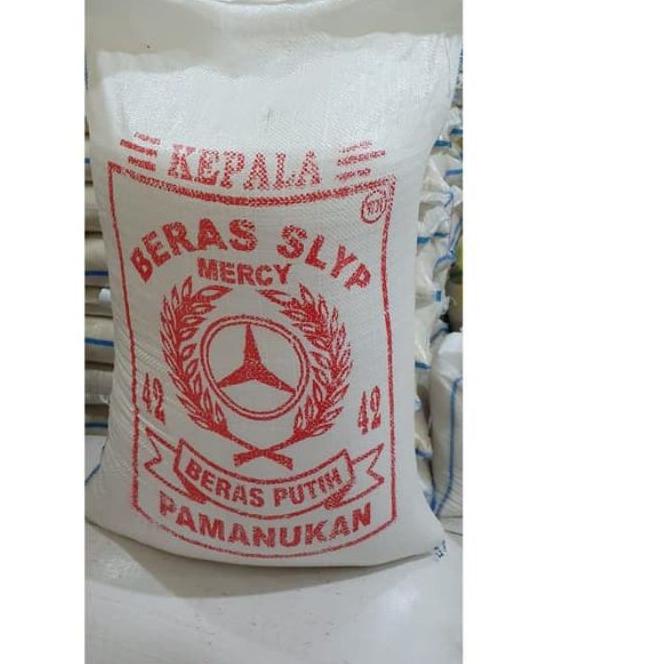 KEPALA
BERAS SLYP
MERCY
42 42
BERAS PUTIH
PAMANUKAN